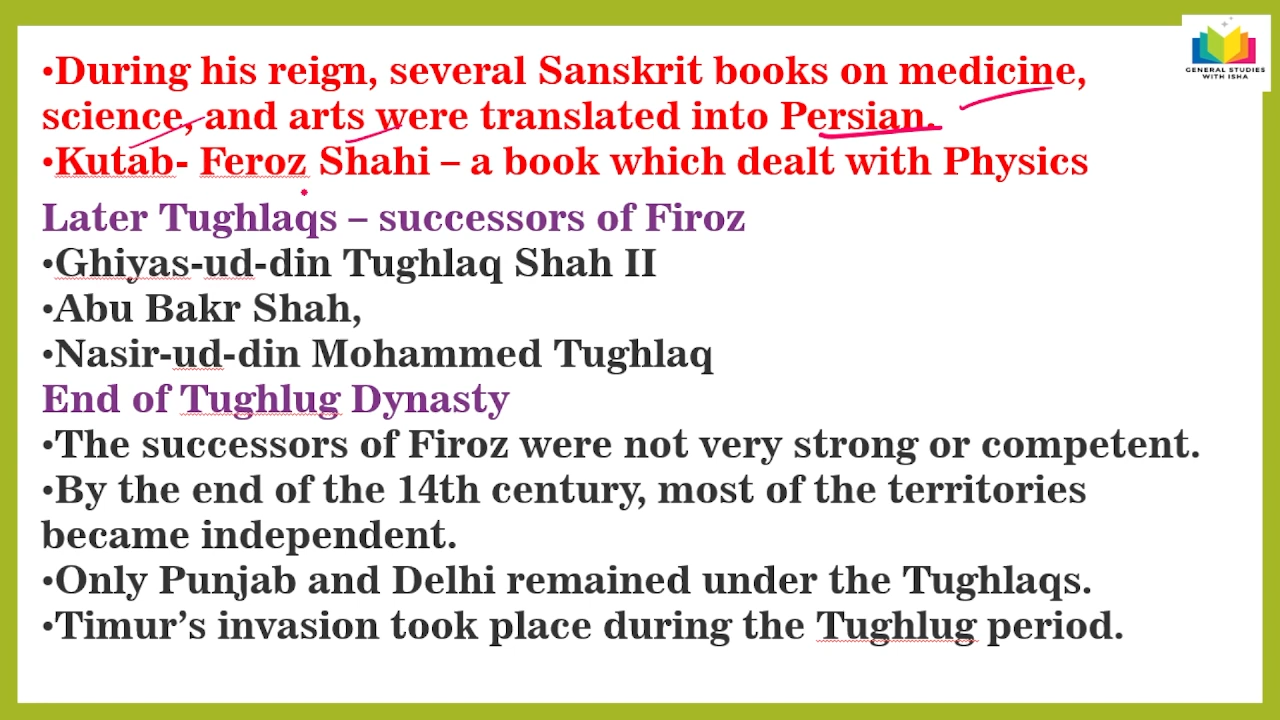 •During his reign, several Sanskrit books on medicine,
science, and arts were translated into Persian.
•Kutab- Feroz Shahi – a book which dealt with Physics
Later Tughlaqs – successors of Firoz
•Ghiyas-ud-din Tughlaq Shah II
•Abu Bakr Shah,
•Nasir-ud-din Mohammed Tughlaq
End of Tughlug Dynasty
•The successors of Firoz were not very strong or competent.
•By the end of the 14th century, most of the territories
became independent.
•Only Punjab and Delhi remained under the Tughlaqs.
•Timur’s invasion took place during the Tughlug period.
GENERAL STUDIES
WITH ISHA